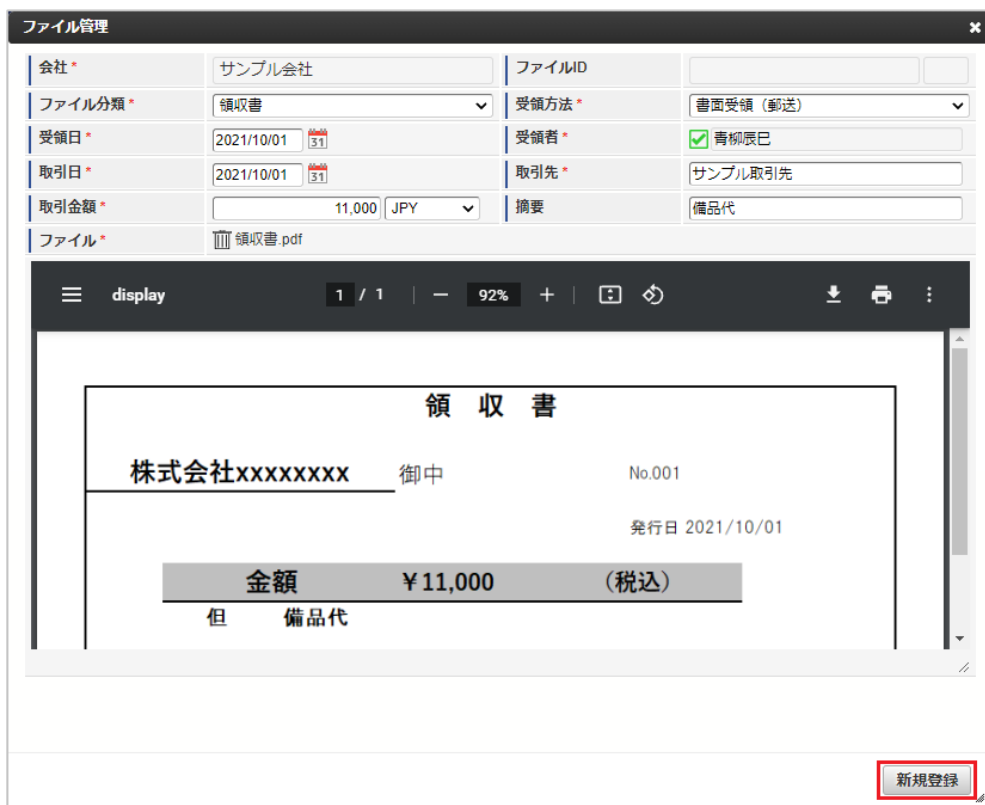 ファイル管理
会社* サンプル会社 ファイルID
ファイル分類* 領収書 受領方法* 書面受領（郵送）
受領日* 2021/10/01 31 受領者* 青柳辰巳
取引日* 2021/10/01 31 取引先* サンプル取引先
取引金額* 11,000 JPY 摘要 備品代
ファイル* 領収書.pdf
display 1 / 1 92%
領 収 書
株式会社xxxxxxxx 御中 No.001
発行日 2021/10/01
金額 ￥11,000 （税込）
但 備品代
新規登録